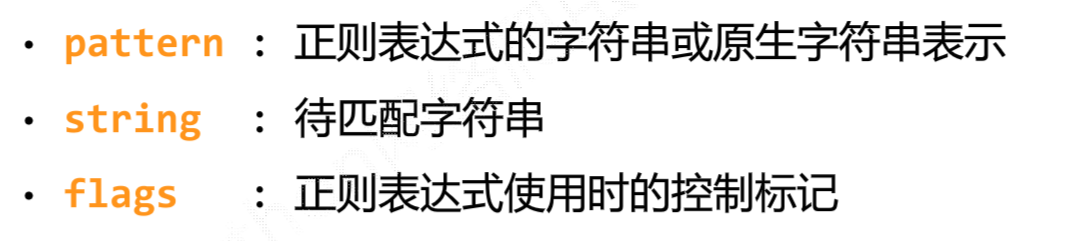 · pattern : 正则表达式的字符串或原生字符串表示
· string : 待匹配字符串
· flags : 正则表达式使用时的控制标记